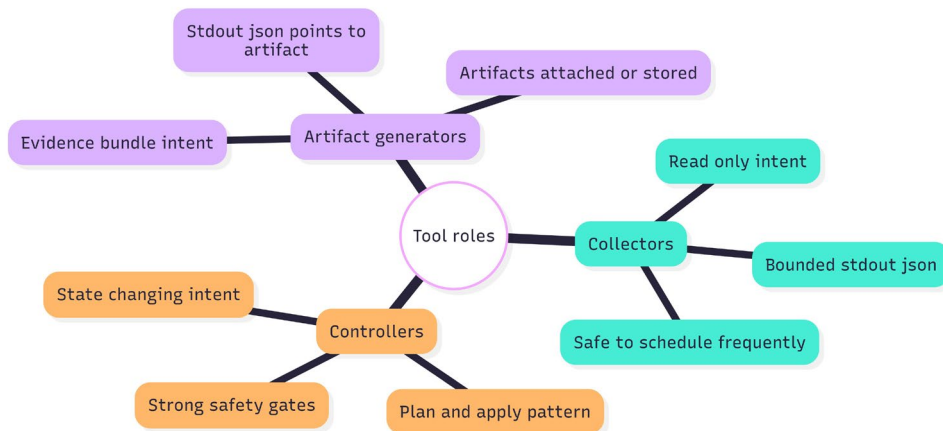 Stdout json points to
artifact
Artifacts attached or stored
Artifact generators
Evidence bundle intent
Read only intent
Tool roles
Collectors
Bounded stdout json
State changing intent
Controllers
Safe to schedule frequently
Strong safety gates
Plan and apply pattern